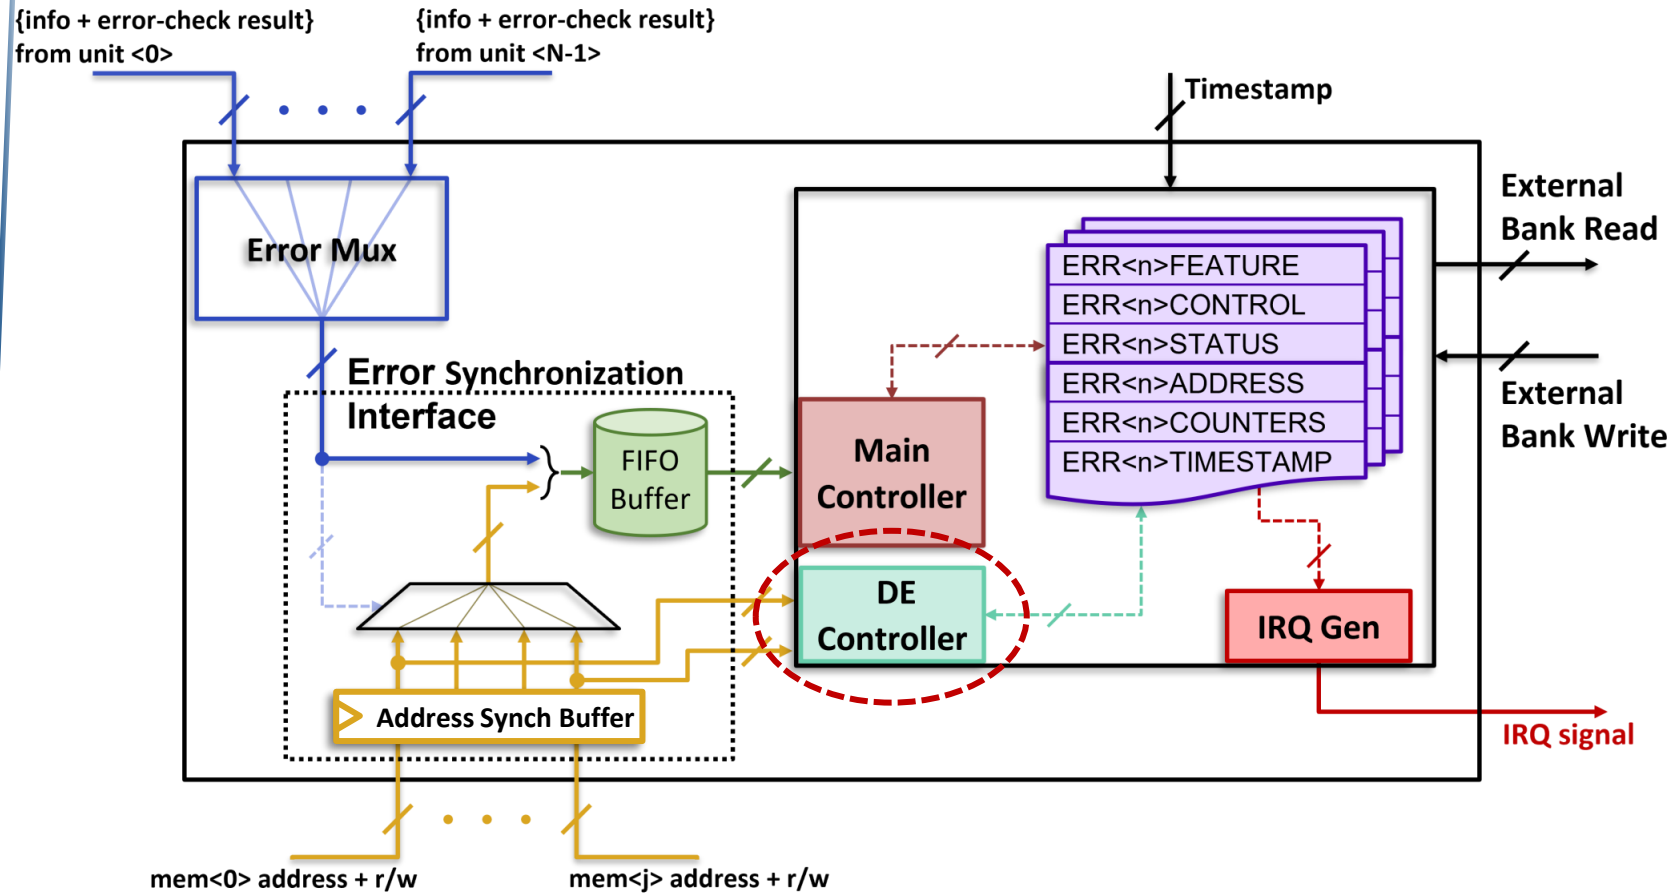 {info + error-check result}
from unit <0>
{info + error-check result}
from unit <N-1>
Timestamp
Error Mux
External
Bank Read
External
Bank Write
ERR<n>FEATURE
ERR<n>CONTROL
ERR<n>STATUS
ERR<n>ADDRESS
ERR<n>COUNTERS
ERR<n>TIMESTAMP
Error Synchronization
Interface
FIFO
Buffer
Main
Controller
DE
Controller
IRQ Gen
Address Synch Buffer
IRQ signal
mem<0> address + r/w
mem<j> address + r/w